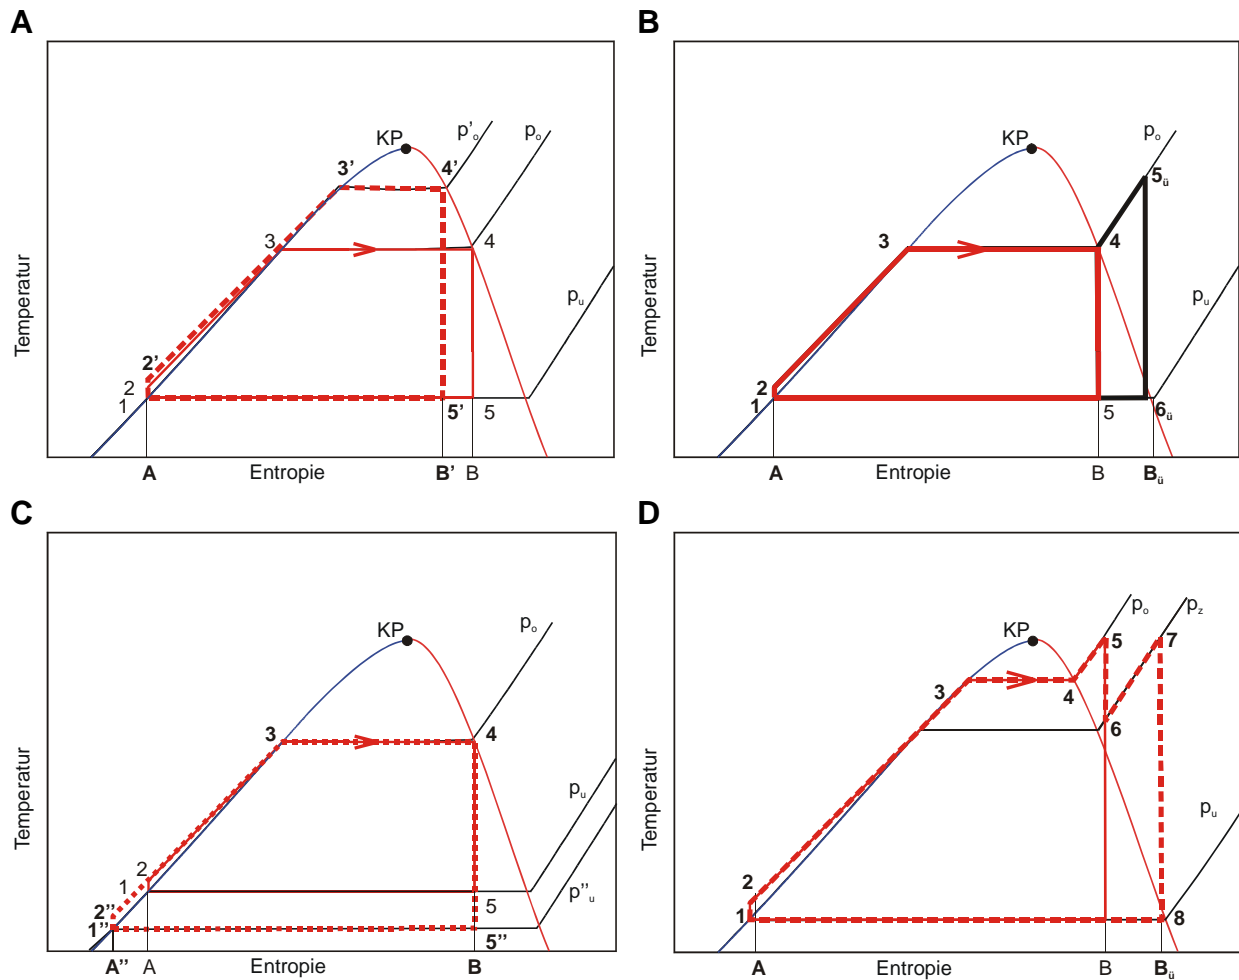 A
KP
p'o
po
3'
4'
3
4
pu
2'
2
1
5'
5
A
Entropie
B'
B
Temperatur
B
KP
po
5ü
3
4
pu
2
1
5
6ü
A
Entropie
B
Bü
Temperatur
C
KP
po
3
4
pu
2
1
p''u
2''
1''
5
5''
A''
A
Entropie
B
Temperatur
D
KP
po
pz
5
7
3
4
6
pu
2
1
8
A
Entropie
B
Bü
Temperatur